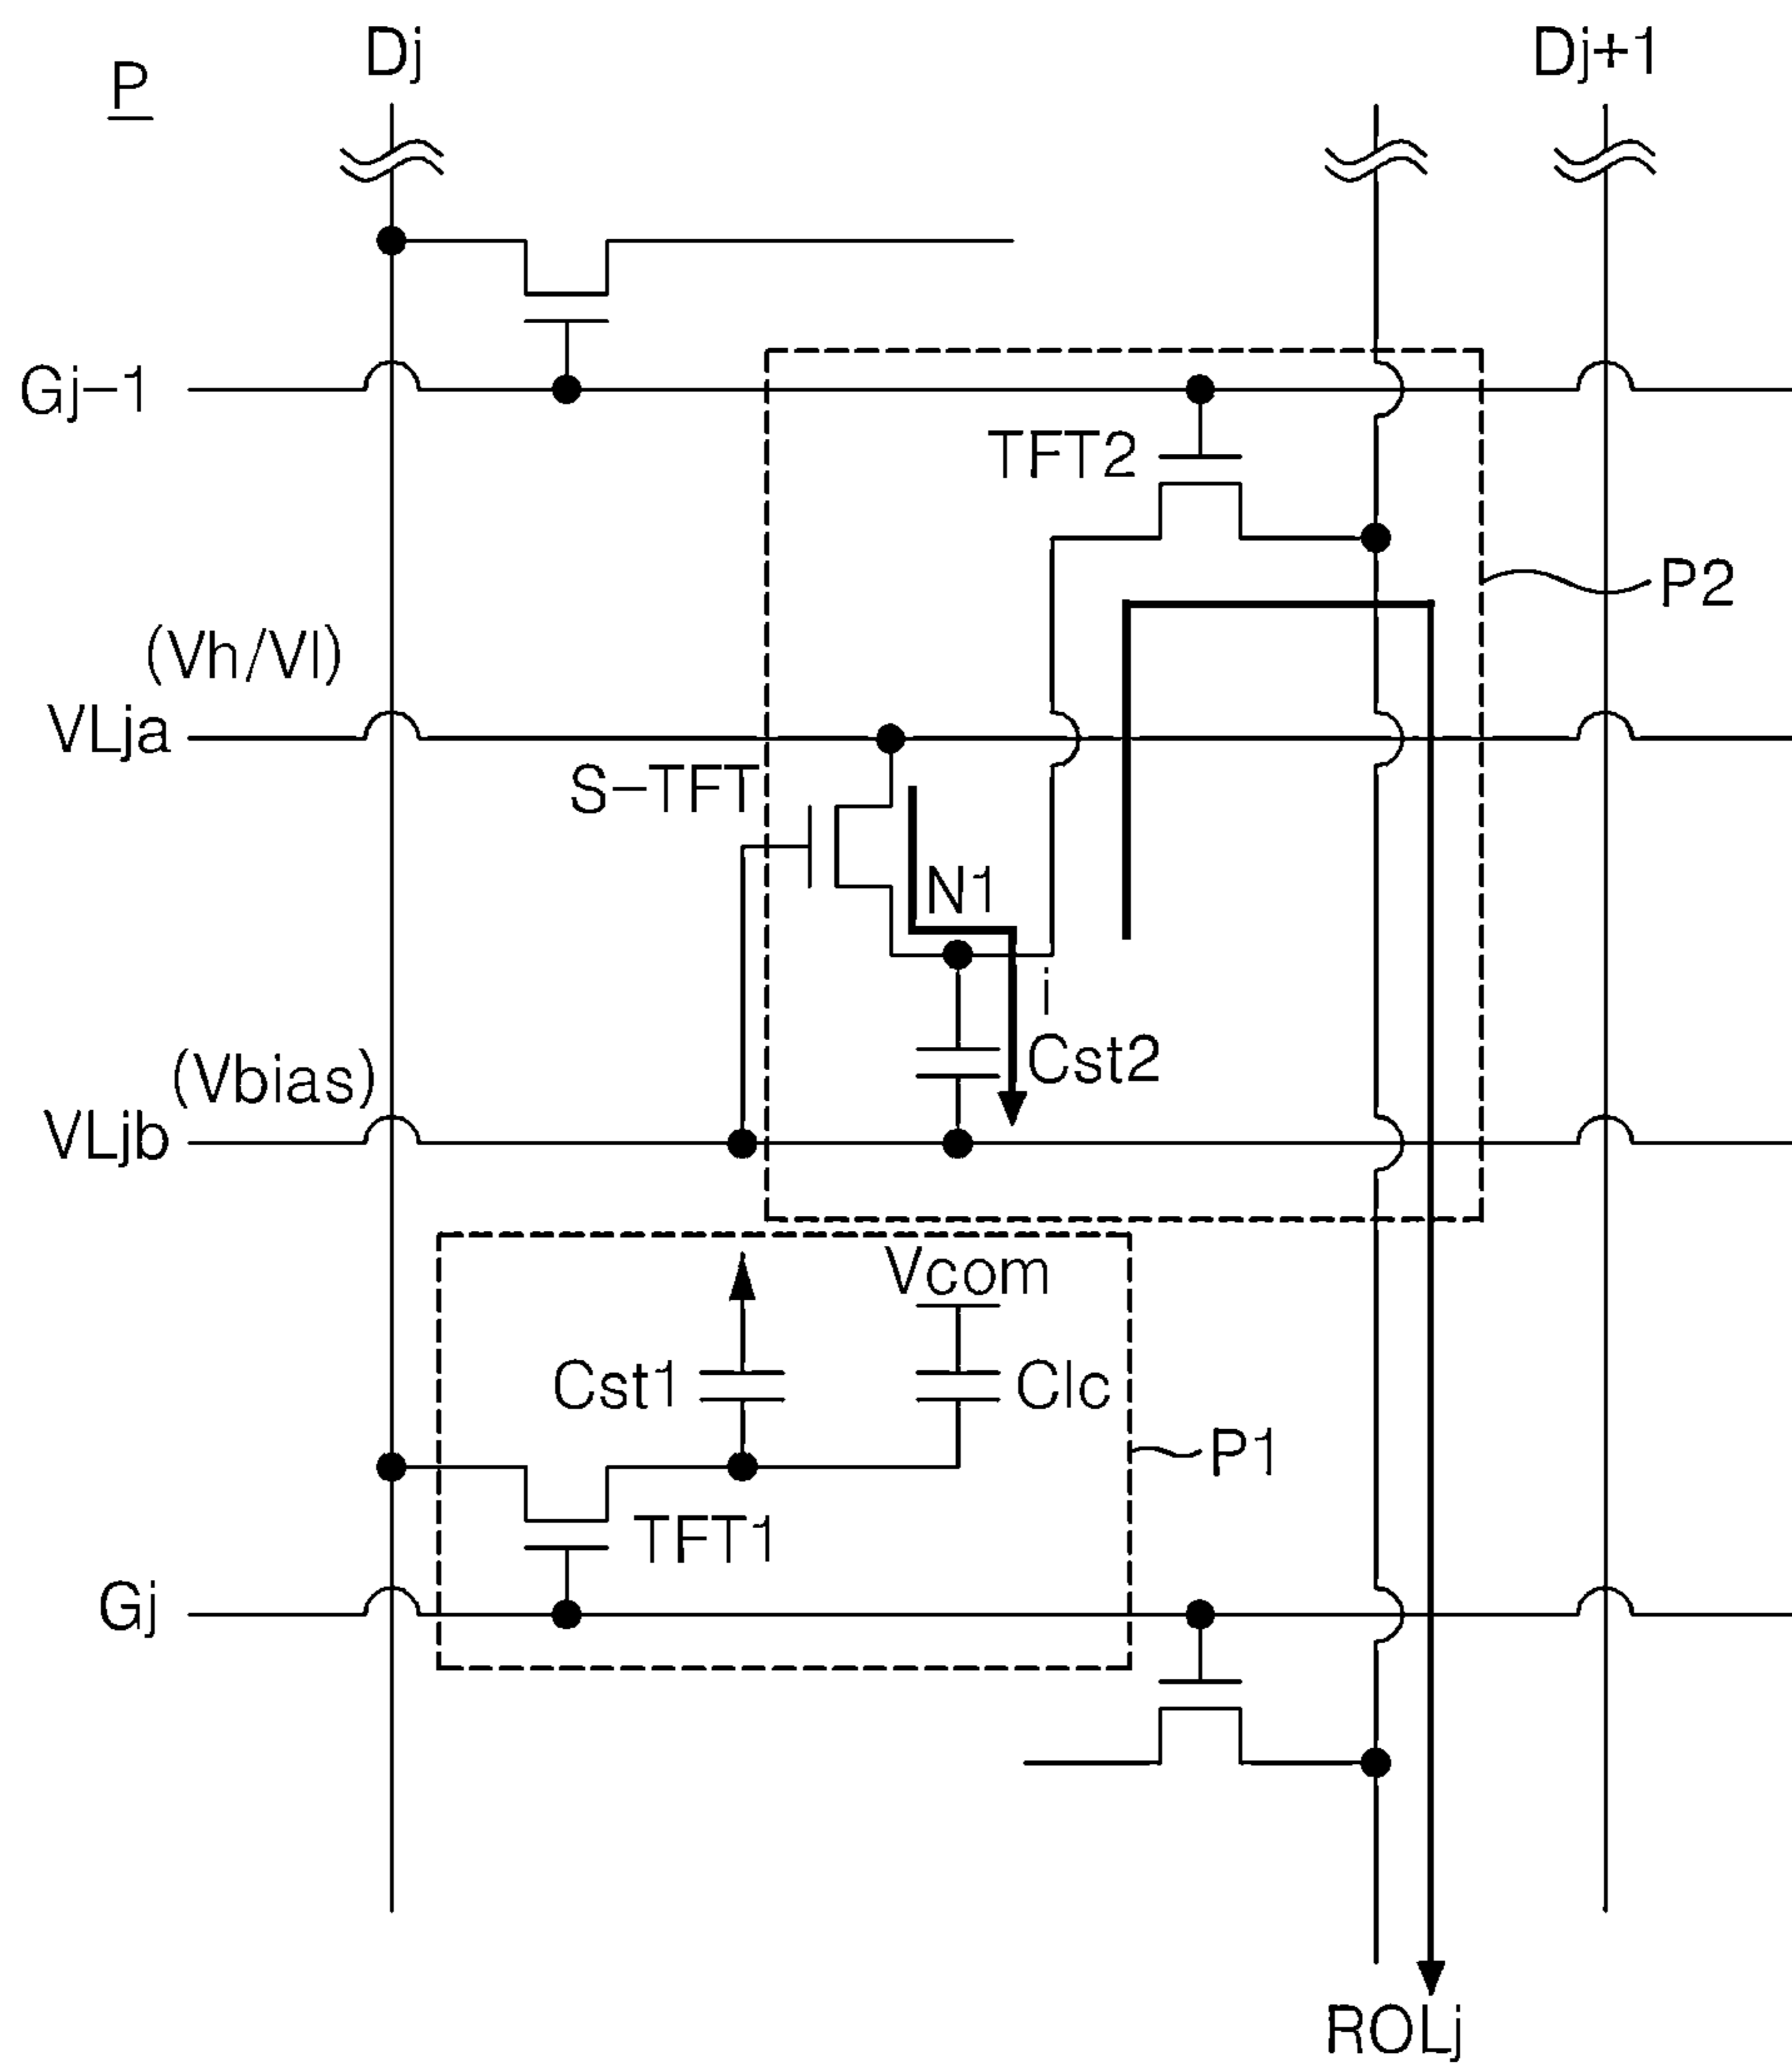 Dj
Dj+1
P
Gj-1
TFT2
P2
(Vh/Vl)
VLja
S-TFT
N1
i
Cst2
(Vbias)
VLjb
Vcom
Cst1
Clc
P1
TFT1
Gj
ROLj